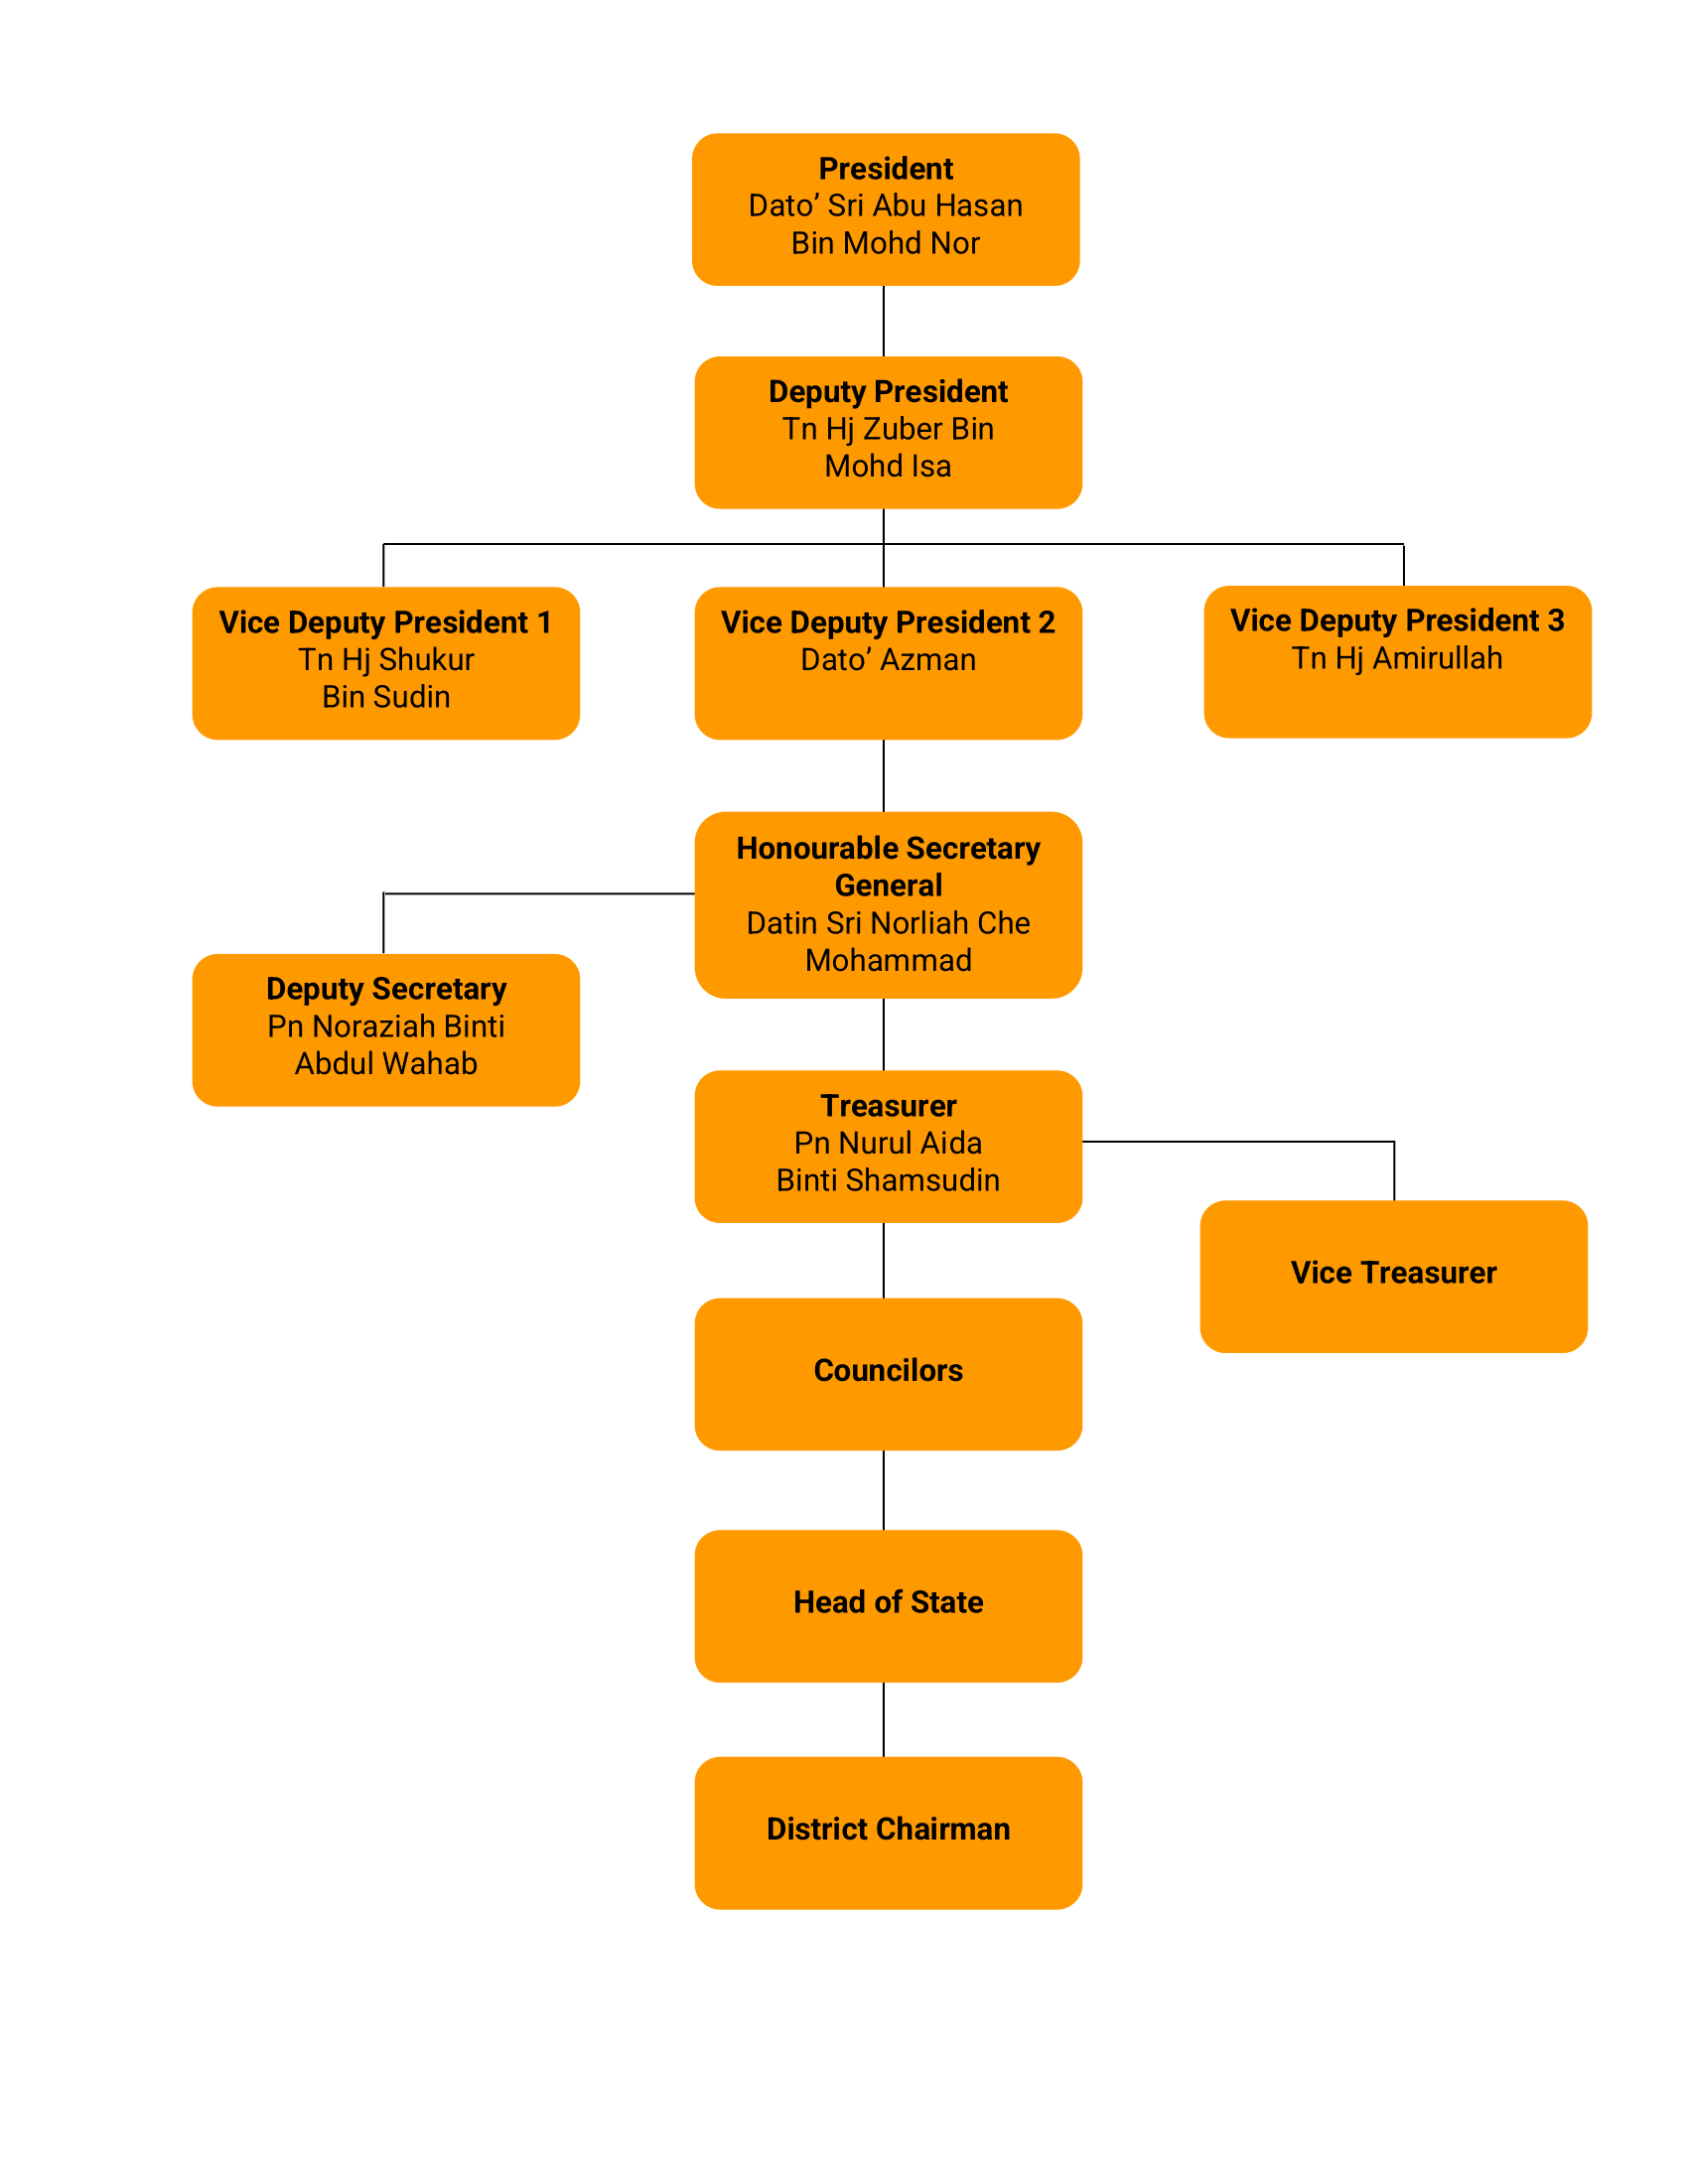 President
Dato’ Sri Abu Hasan
Bin Mohd Nor
Deputy President
Tn Hj Zuber Bin
Mohd Isa
Vice Deputy President 1
Tn Hj Shukur
Bin Sudin
Vice Deputy President 2
Dato’ Azman
Vice Deputy President 3
Tn Hj Amirullah
Honourable Secretary
General
Datin Sri Norliah Che
Mohammad
Deputy Secretary
Pn Noraziah Binti
Abdul Wahab
Treasurer
Pn Nurul Aida
Binti Shamsudin
Vice Treasurer
Councilors
Head of State
District Chairman